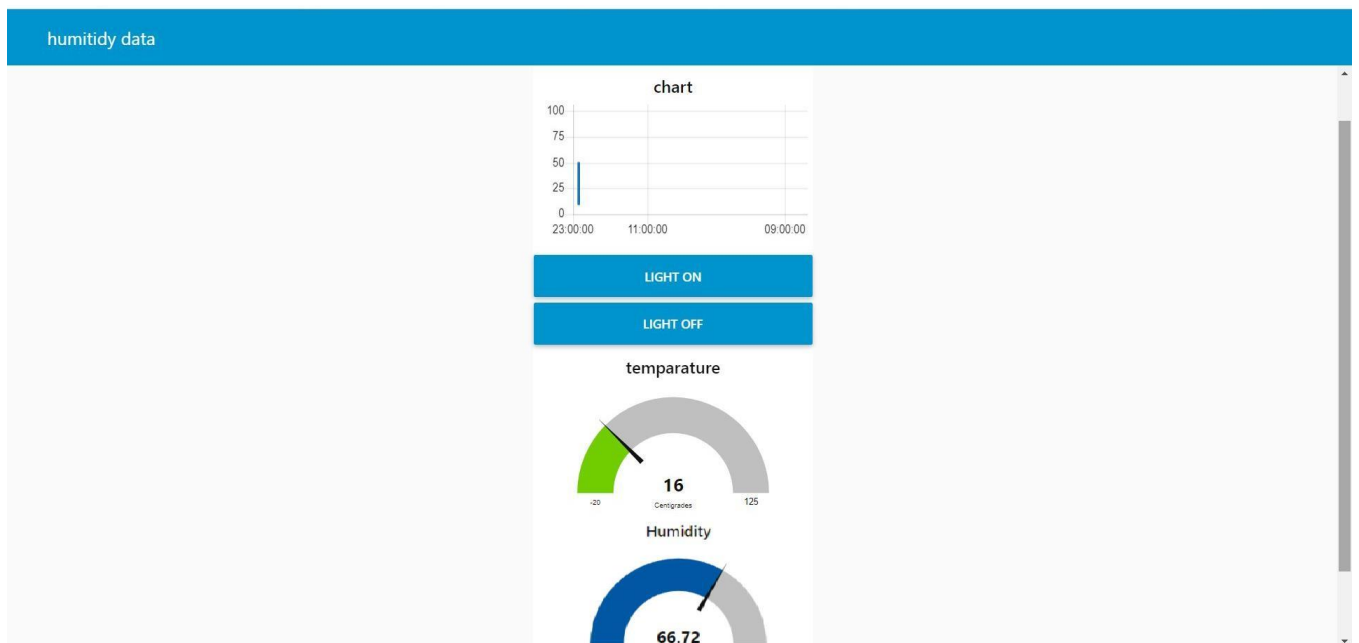 humitidy data
chart
100
75
50
25
0
23:00:00 11:00:00 09:00:00
LIGHT ON
LIGHT OFF
temparature
16
-20 Centigrades 125
Humidity
66.72